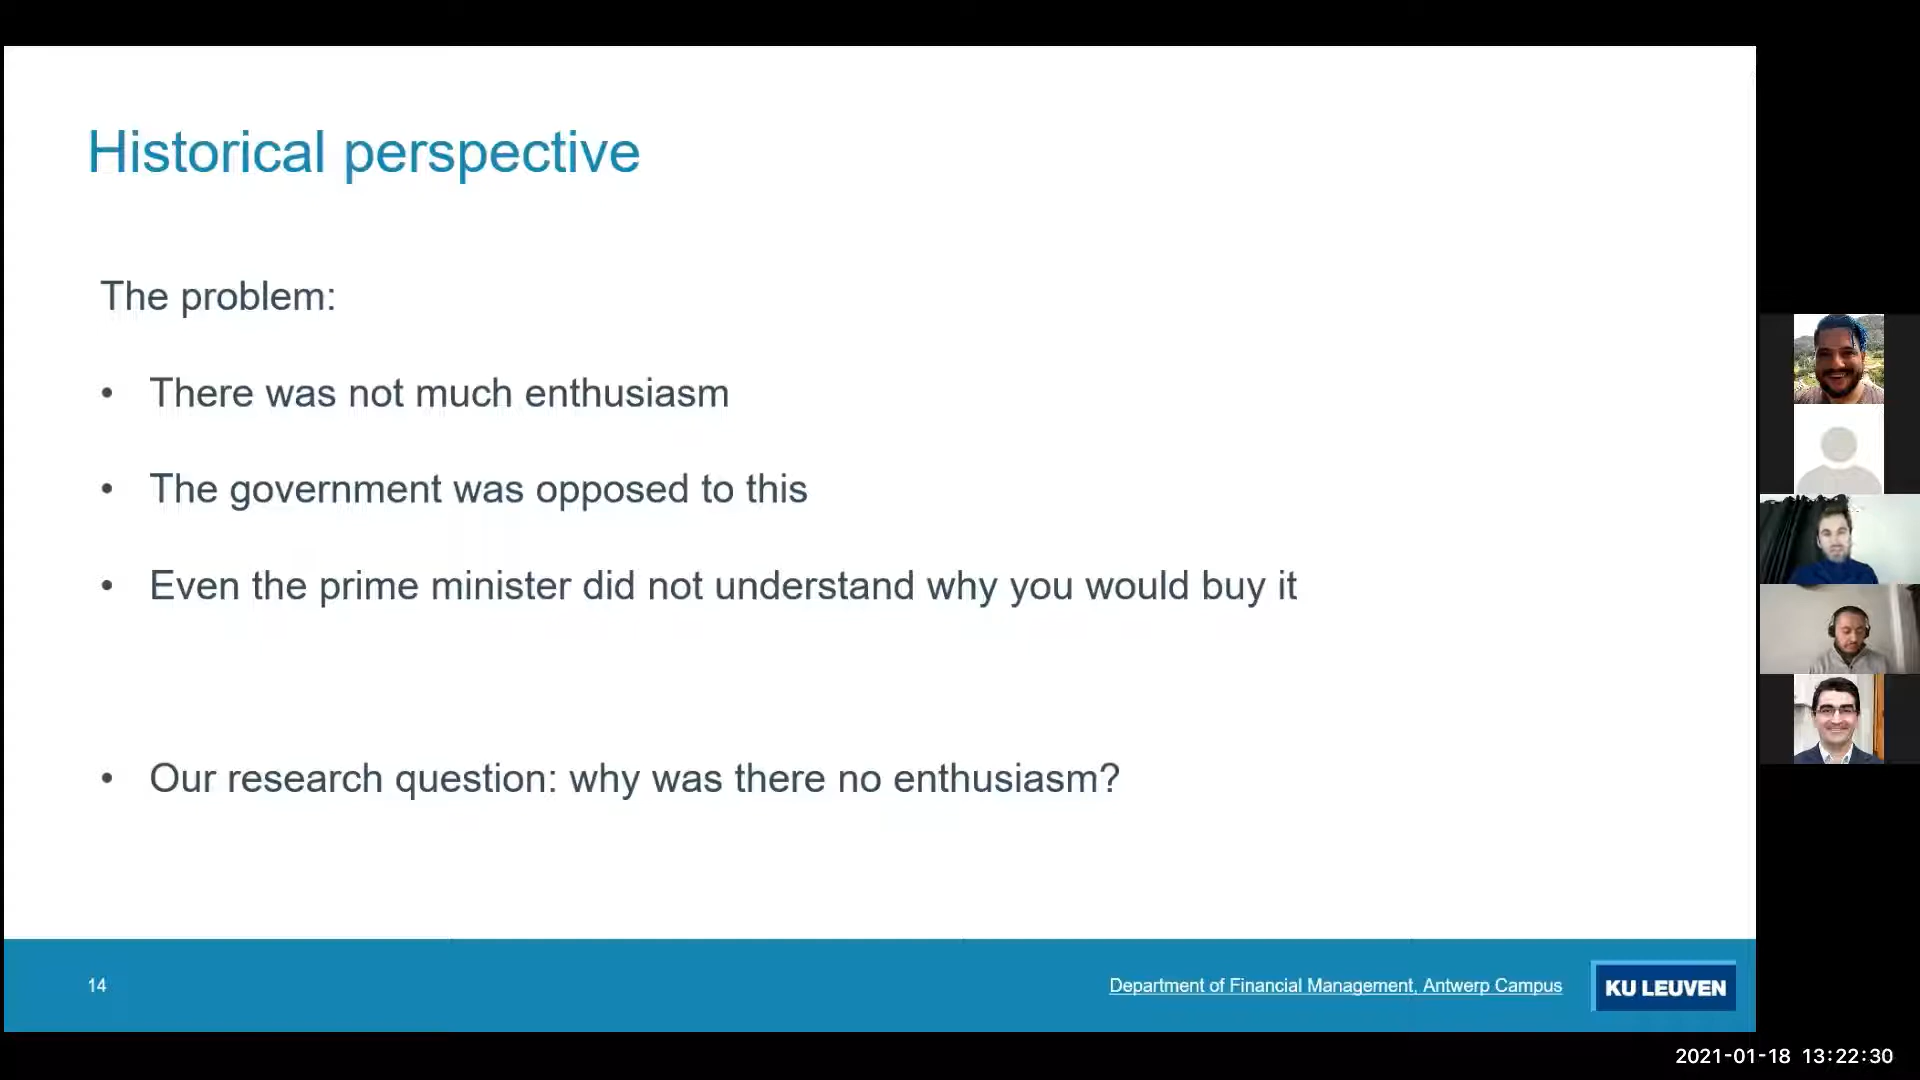 Historical perspective
The problem:
• There was not much enthusiasm
• The government was opposed to this
• Even the prime minister did not understand why you would buy it
• Our research question: why was there no enthusiasm?
14
Department of Financial Management, Antwerp Campus
KU LEUVEN
2021-01-18 13:22:30